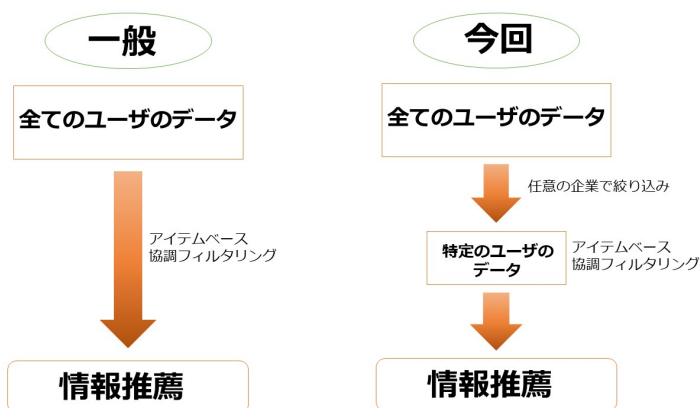 一般
全てのユーザのデータ
アイテムベース
協調フィルタリング
情報推薦
今回
全てのユーザのデータ
任意の企業で絞り込み
特定のユーザの
データ
アイテムベース
協調フィルタリング
情報推薦